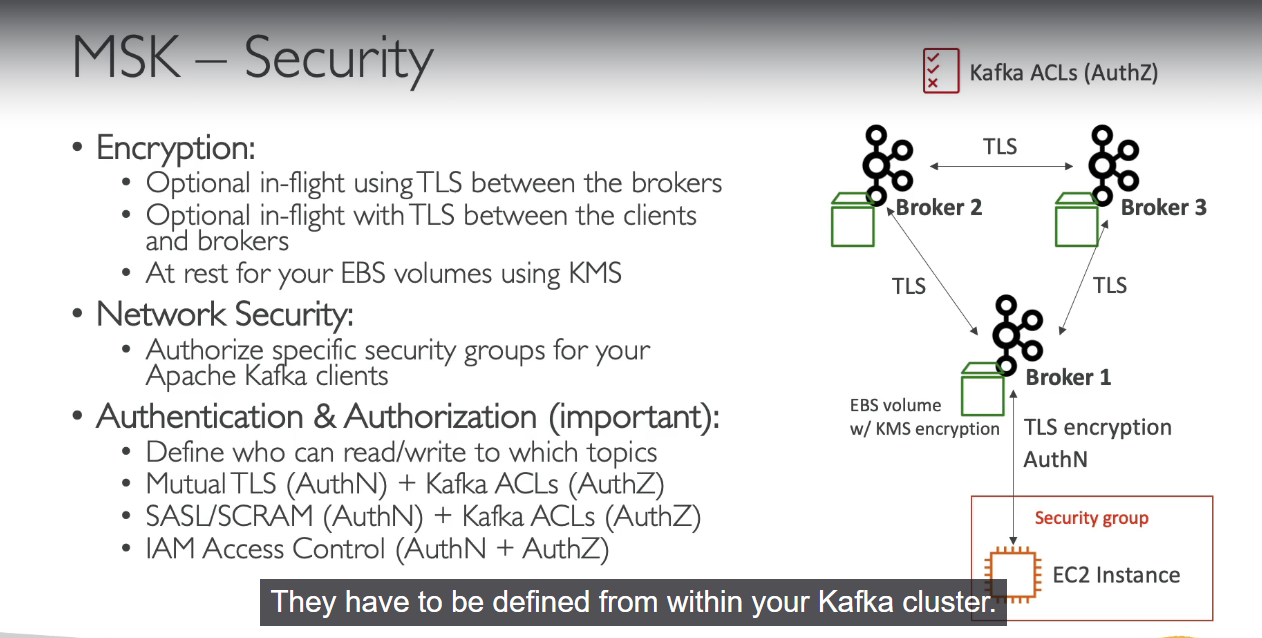 MSK – Security
• Encryption:
• Optional in-flight using TLS between the brokers
• Optional in-flight with TLS between the clients
and brokers
• At rest for your EBS volumes using KMS
• Network Security:
• Authorize specific security groups for your
Apache Kafka clients
• Authentication & Authorization (important):
• Define who can read/write to which topics
• Mutual TLS (AuthN) + Kafka ACLs (AuthZ)
• SASL/SCRAM (AuthN) + Kafka ACLs (AuthZ)
• IAM Access Control (AuthN + AuthZ)
Kafka ACLs (AuthZ)
TLS
Broker 2
Broker 3
TLS
TLS
Broker 1
EBS volume
w/ KMS encryption
TLS encryption
AuthN
Security group
EC2 Instance
They have to be defined from within your Kafka cluster.